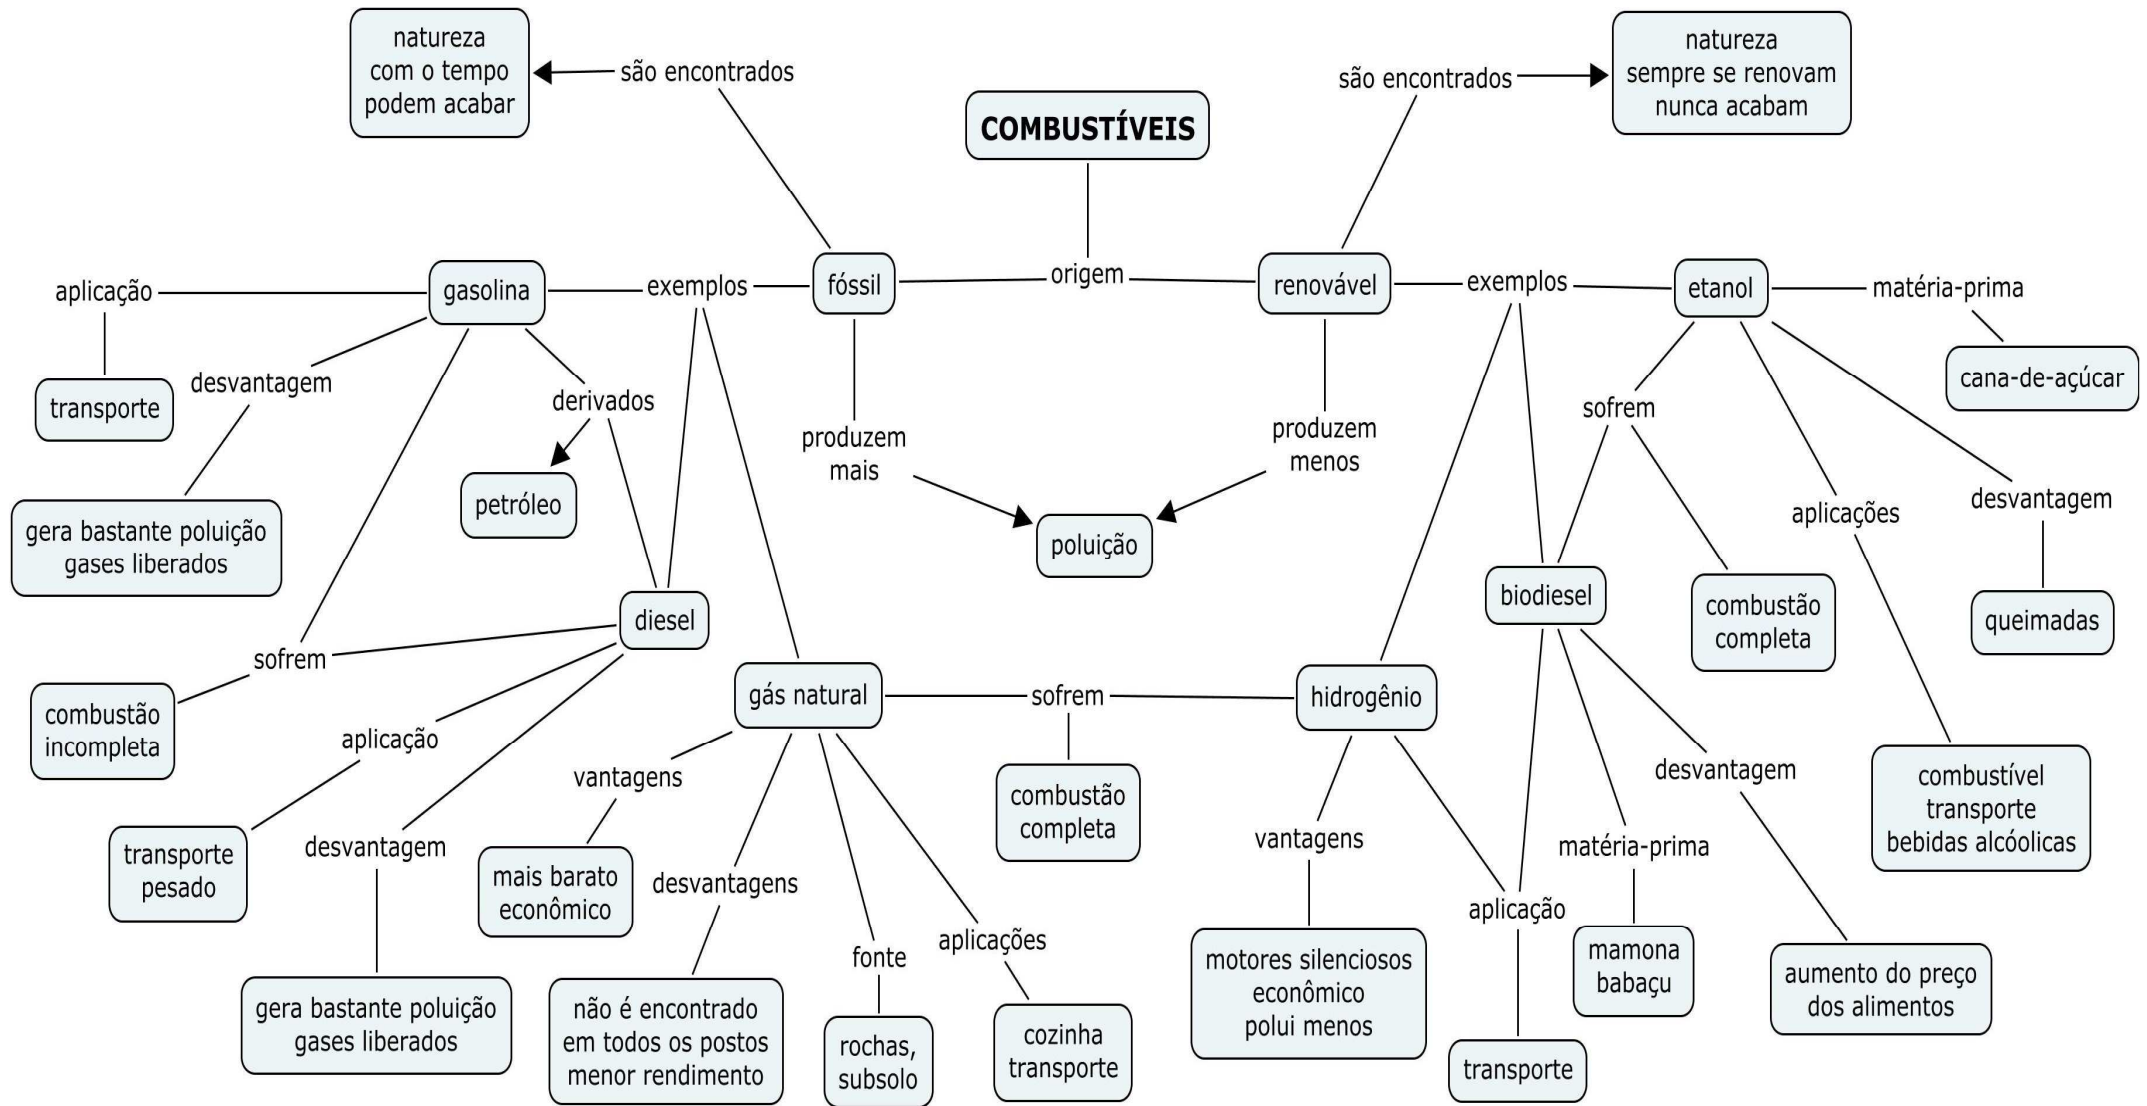 natureza
com o tempo
podem acabar
são encontrados
são encontrados
natureza
sempre se renovam
nunca acabam
COMBUSTÍVEIS
aplicação
gasolina
exemplos
fóssil
origem
renovável
exemplos
etanol
matéria-prima
transporte
desvantagem
derivados
produzem
mais
produzem
menos
sofrem
cana-de-açúcar
gera bastante poluição
gases liberados
petróleo
poluição
aplicações
desvantagem
diesel
biodiesel
combustão
completa
queimadas
sofrem
combustão
incompleta
gás natural
sofrem
hidrogênio
aplicação
vantagens
combustão
completa
desvantagem
combustível
transporte
bebidas alcóolicas
transporte
pesado
desvantagem
mais barato
econômico
desvantagens
vantagens
matéria-prima
aplicações
fonte
aplicação
gera bastante poluição
gases liberados
não é encontrado
em todos os postos
menor rendimento
rochas,
subsolo
cozinha
transporte
motores silenciosos
econômico
polui menos
transporte
mamona
babaçu
aumento do preço
dos alimentos